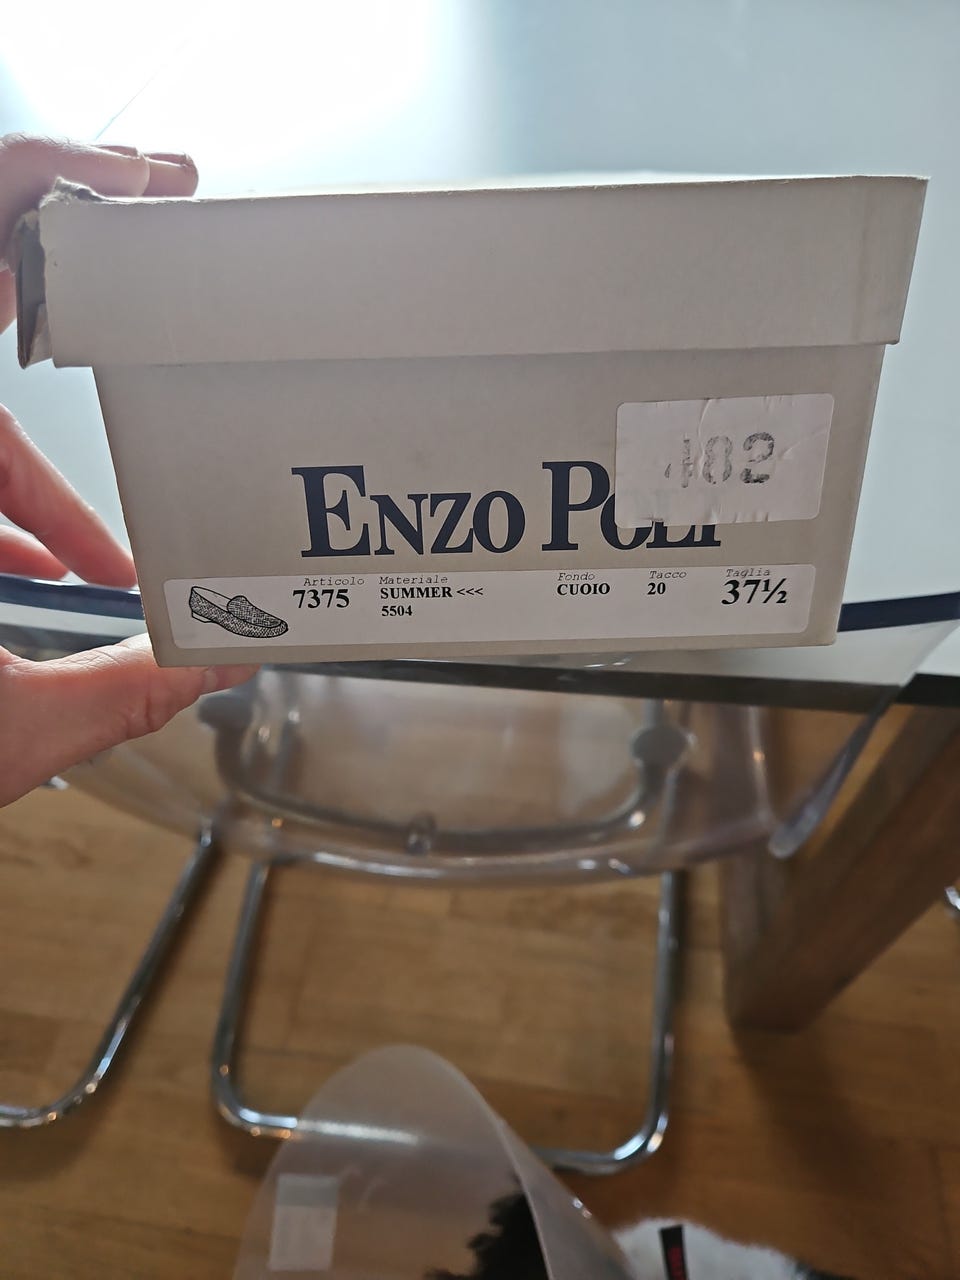 482
ENZO POLI
Articolo Materiale Fondo Tacco Taglia
7375 SUMMER <<< CUOIO 20 37½
5504